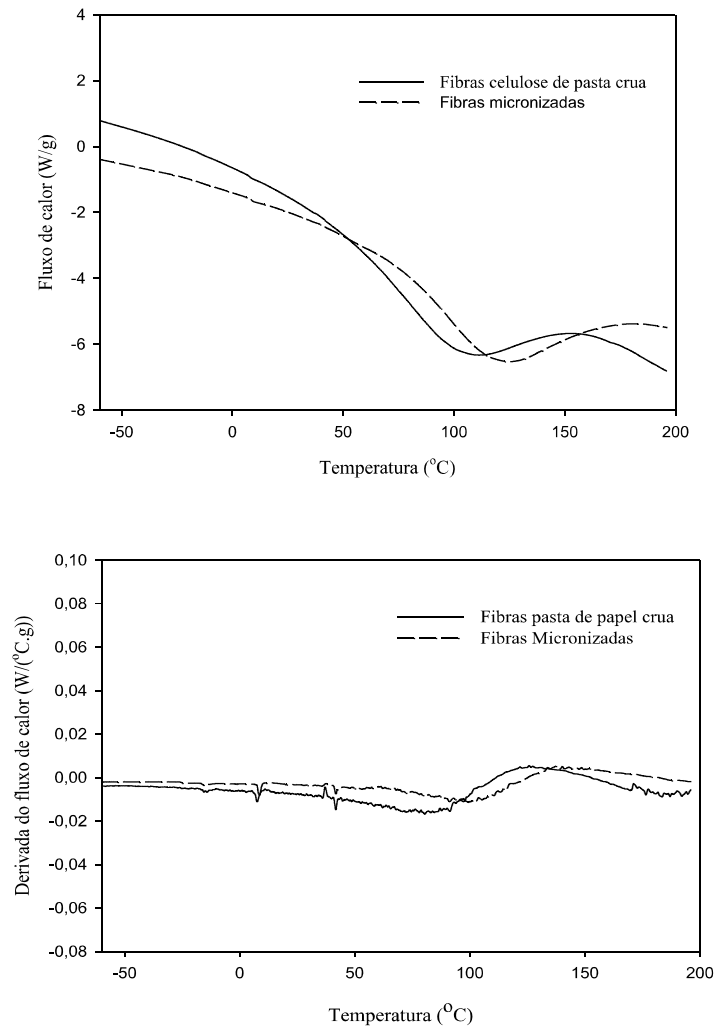 4
2
0
-2
-4
-6
-8
Fluxo de calor (W/g)
Fibras celulose de pasta crua
Fibras micronizadas
-50 0 50 100 150 200
Temperatura (°C)
0,10
0,08
0,06
0,04
0,02
0,00
-0,02
-0,04
-0,06
-0,08
Derivada do fluxo de calor (W/(°C.g))
Fibras pasta de papel crua
Fibras Micronizadas
-50 0 50 100 150 200
Temperatura (°C)